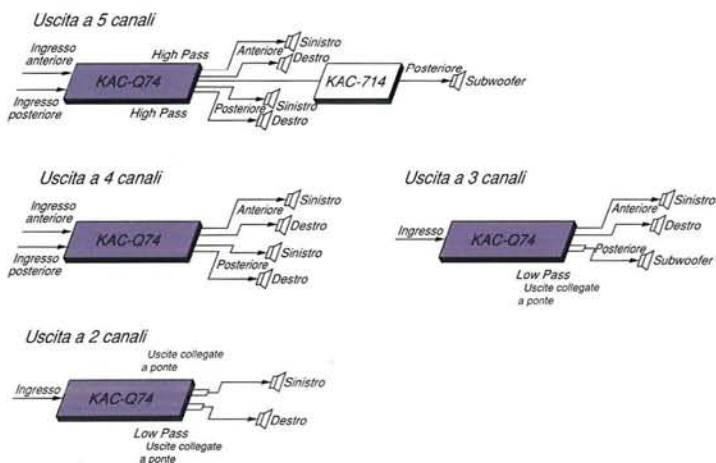 Uscita a 5 canali
Ingresso
anteriore
High Pass
Anteriore
Sinistro
Destro
KAC-Q74
KAC-714
Posteriore
Subwoofer
Ingresso
posteriore
High Pass
Posteriore
Sinistro
Destro
Uscita a 4 canali
Ingresso
anteriore
KAC-Q74
Anteriore
Sinistro
Destro
Ingresso
posteriore
Posteriore
Sinistro
Destro
Uscita a 3 canali
Ingresso
KAC-Q74
Anteriore
Sinistro
Destro
Posteriore
Subwoofer
Low Pass
Uscite collegate
a ponte
Uscita a 2 canali
Uscite collegate
a ponte
Ingresso
KAC-Q74
Sinistro
Destro
Low Pass
Uscite collegate
a ponte